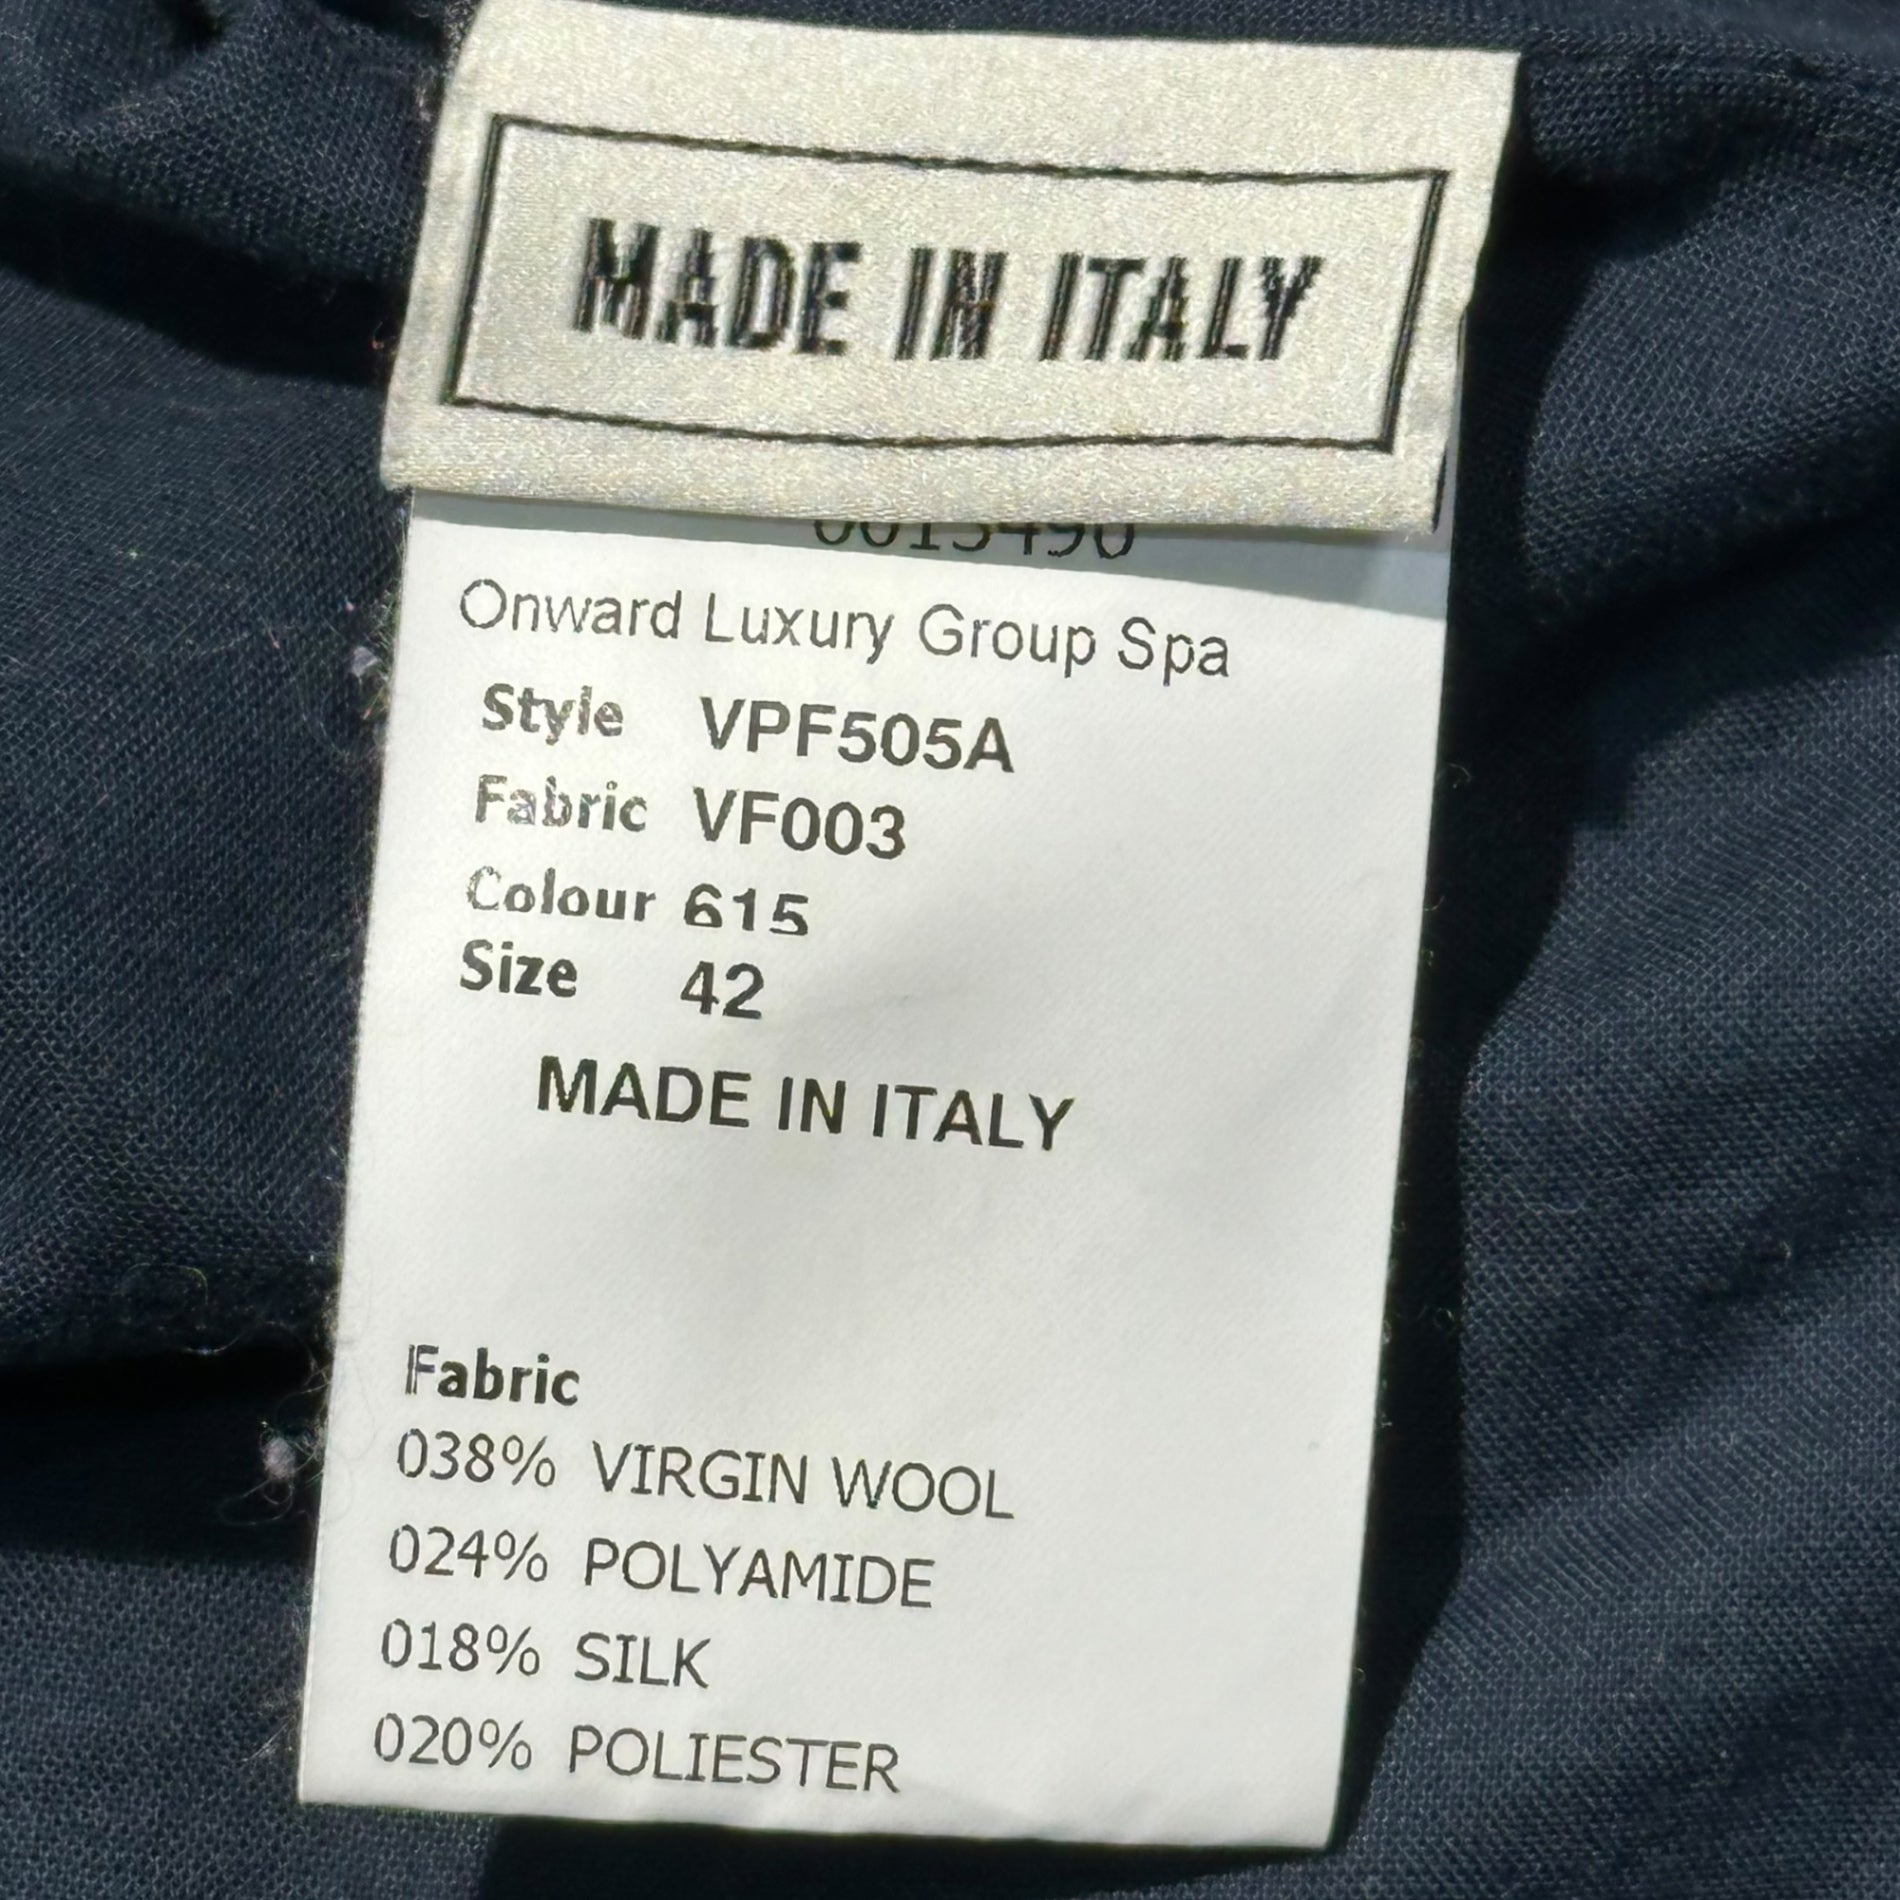 MADE IN ITALY
Onward Luxury Group Spa
Style VPF505A
Fabric VF003
Colour 615
Size 42
MADE IN ITALY
Fabric
038% VIRGIN WOOL
024% POLYAMIDE
018% SILK
020% POLIESTER